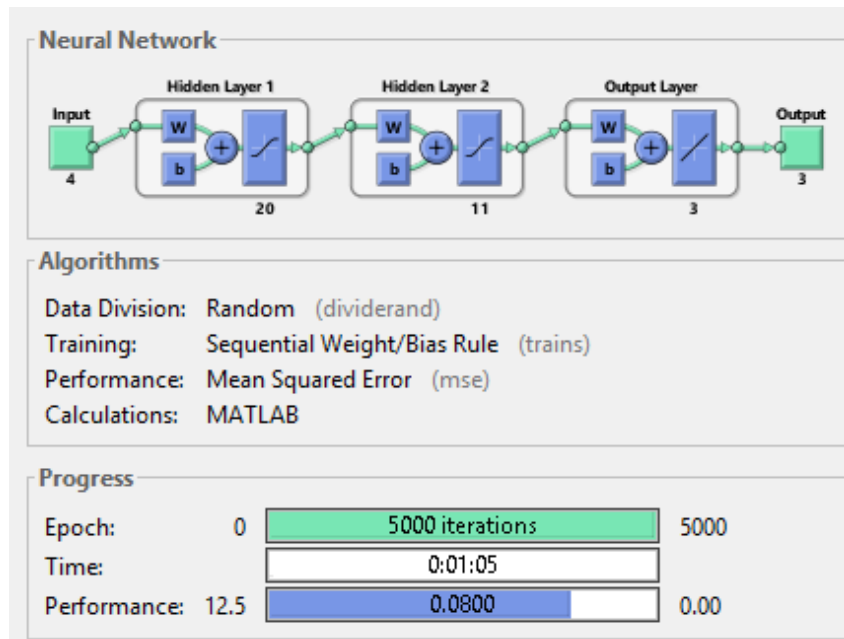 Neural Network
Hidden Layer 1 Hidden Layer 2 Output Layer
Input Output
W W W
b + b + b +
4 20 11 3 3
Algorithms
Data Division: Random (dividerand)
Training: Sequential Weight/Bias Rule (trains)
Performance: Mean Squared Error (mse)
Calculations: MATLAB
Progress
Epoch: 0 5000 iterations 5000
Time: 0:01:05
Performance: 12.5 0.0800 0.00